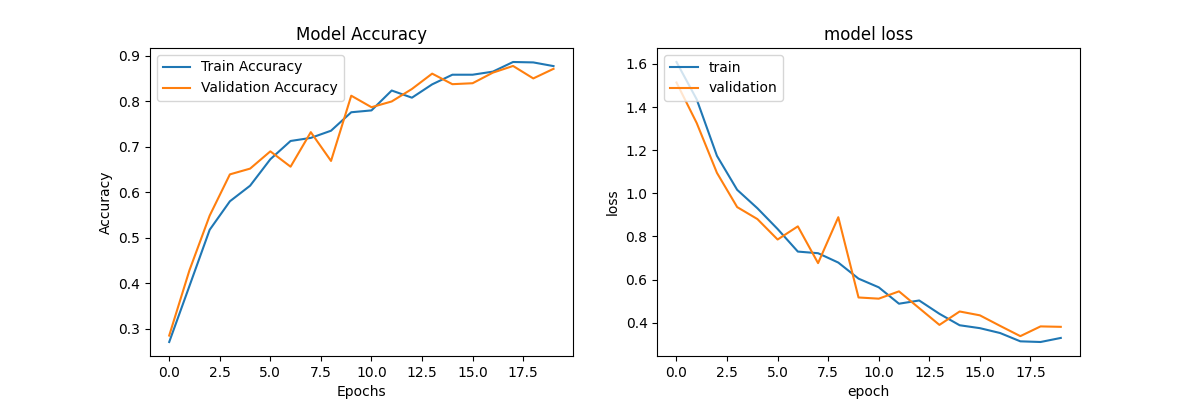 Model Accuracy
Train Accuracy
Validation Accuracy
Accuracy
0.9
0.8
0.7
0.6
0.5
0.4
0.3
0.0 2.5 5.0 7.5 10.0 12.5 15.0 17.5
Epochs
model loss
train
validation
loss
1.6
1.4
1.2
1.0
0.8
0.6
0.4
0.0 2.5 5.0 7.5 10.0 12.5 15.0 17.5
epoch